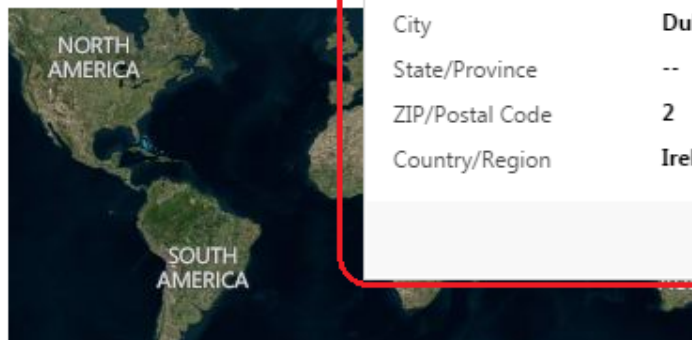 NORTH
AMERICA
City Du
State/Province --
ZIP/Postal Code 2
Country/Region Irel
SOUTH
AMERICA